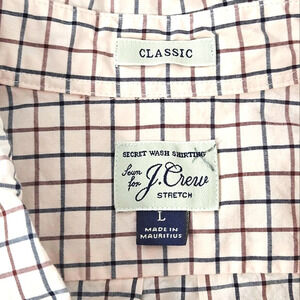 CLASSIC
SECRET WASH SHIRTING
Sewn for J.Crew
STRETCH
L
MADE IN
MAURITIUS